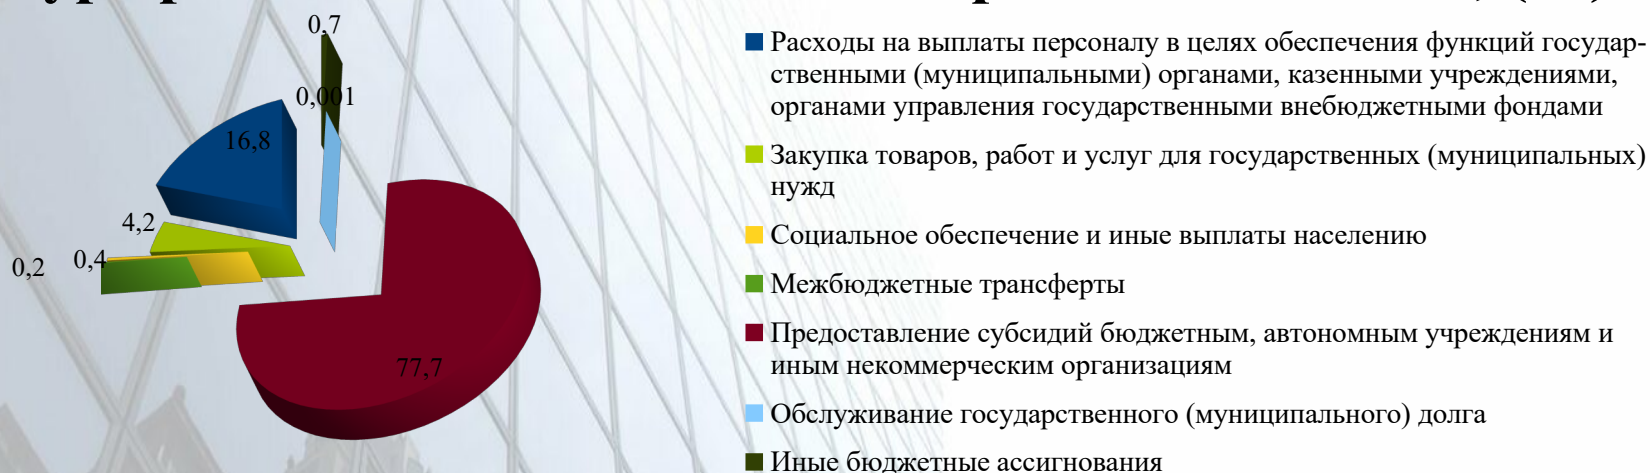 0,7
0,001
16,8
4,2
0,4
0,2
77,7
Расходы на выплаты персоналу в целях обеспечения функций государ-
ственными (муниципальными) органами, казенными учреждениями,
органами управления государственными внебюджетными фондами
Закупка товаров, работ и услуг для государственных (муниципальных)
нужд
Социальное обеспечение и иные выплаты населению
Межбюджетные трансферты
Предоставление субсидий бюджетным, автономным учреждениям и
иным некоммерческим организациям
Обслуживание государственного (муниципального) долга
Иные бюджетные ассигнования